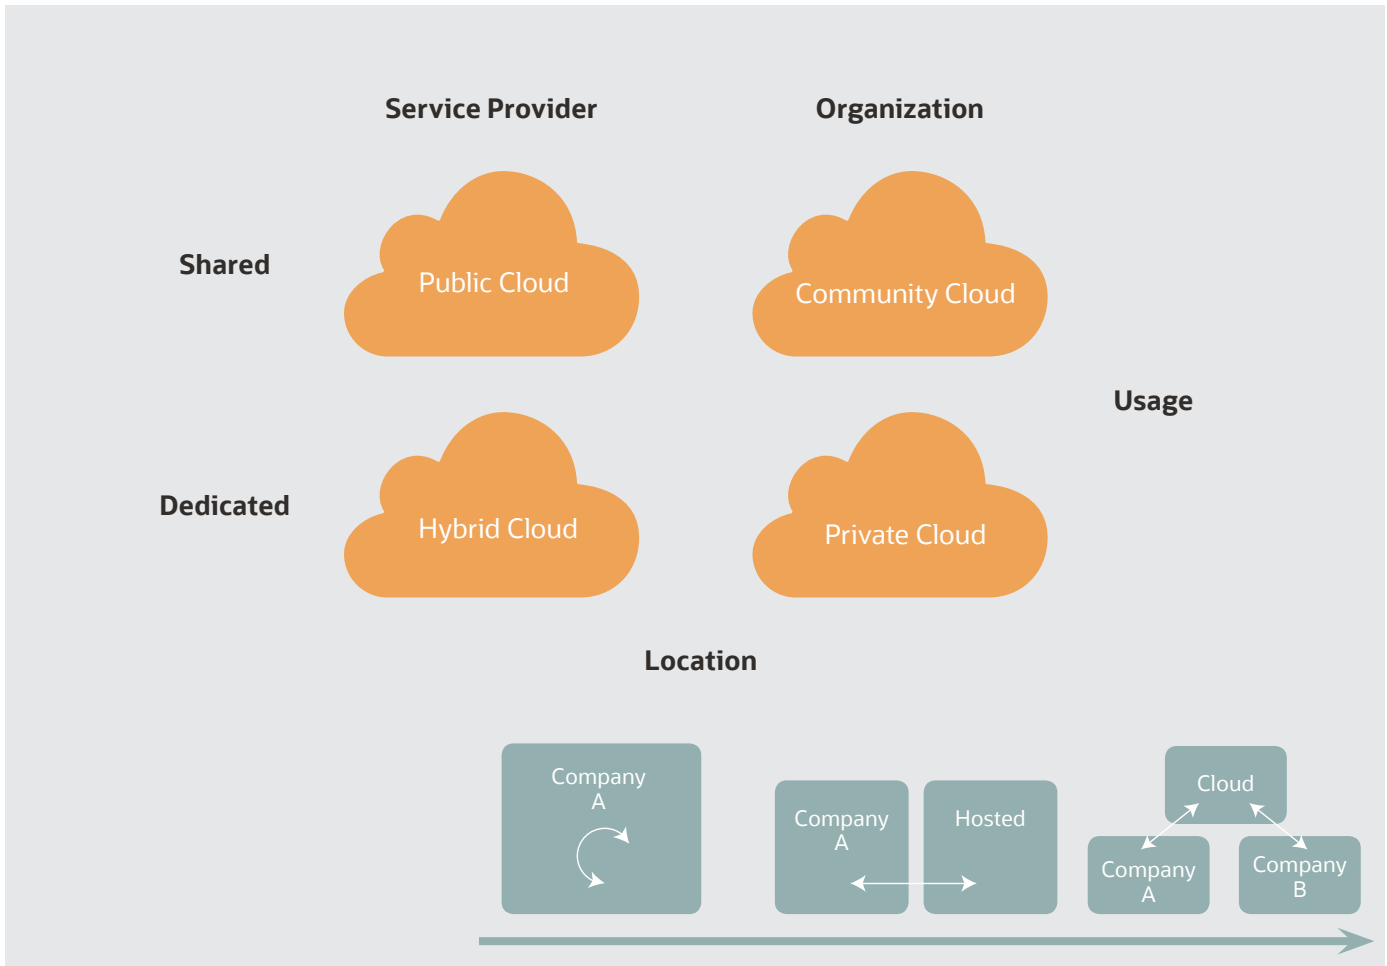 Service Provider
Organization
Shared
Public Cloud
Community Cloud
Usage
Dedicated
Hybrid Cloud
Private Cloud
Location
Company
A
Company
A
Hosted
Cloud
Company
A
Company
B